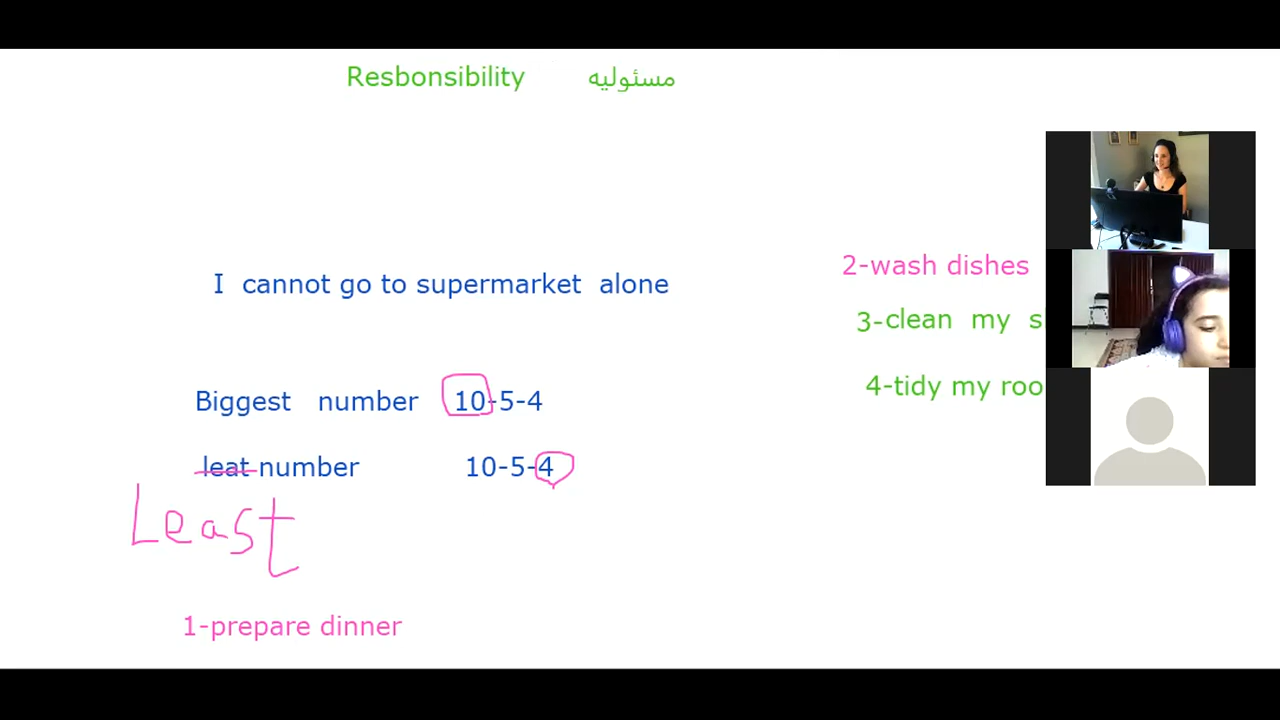 Resbonsibility مسئوليه
I cannot go to supermarket alone
2-wash dishes
3-clean my s
4-tidy my roo
Biggest number 10-5-4
leat number 10-5-4
Least
1-prepare dinner